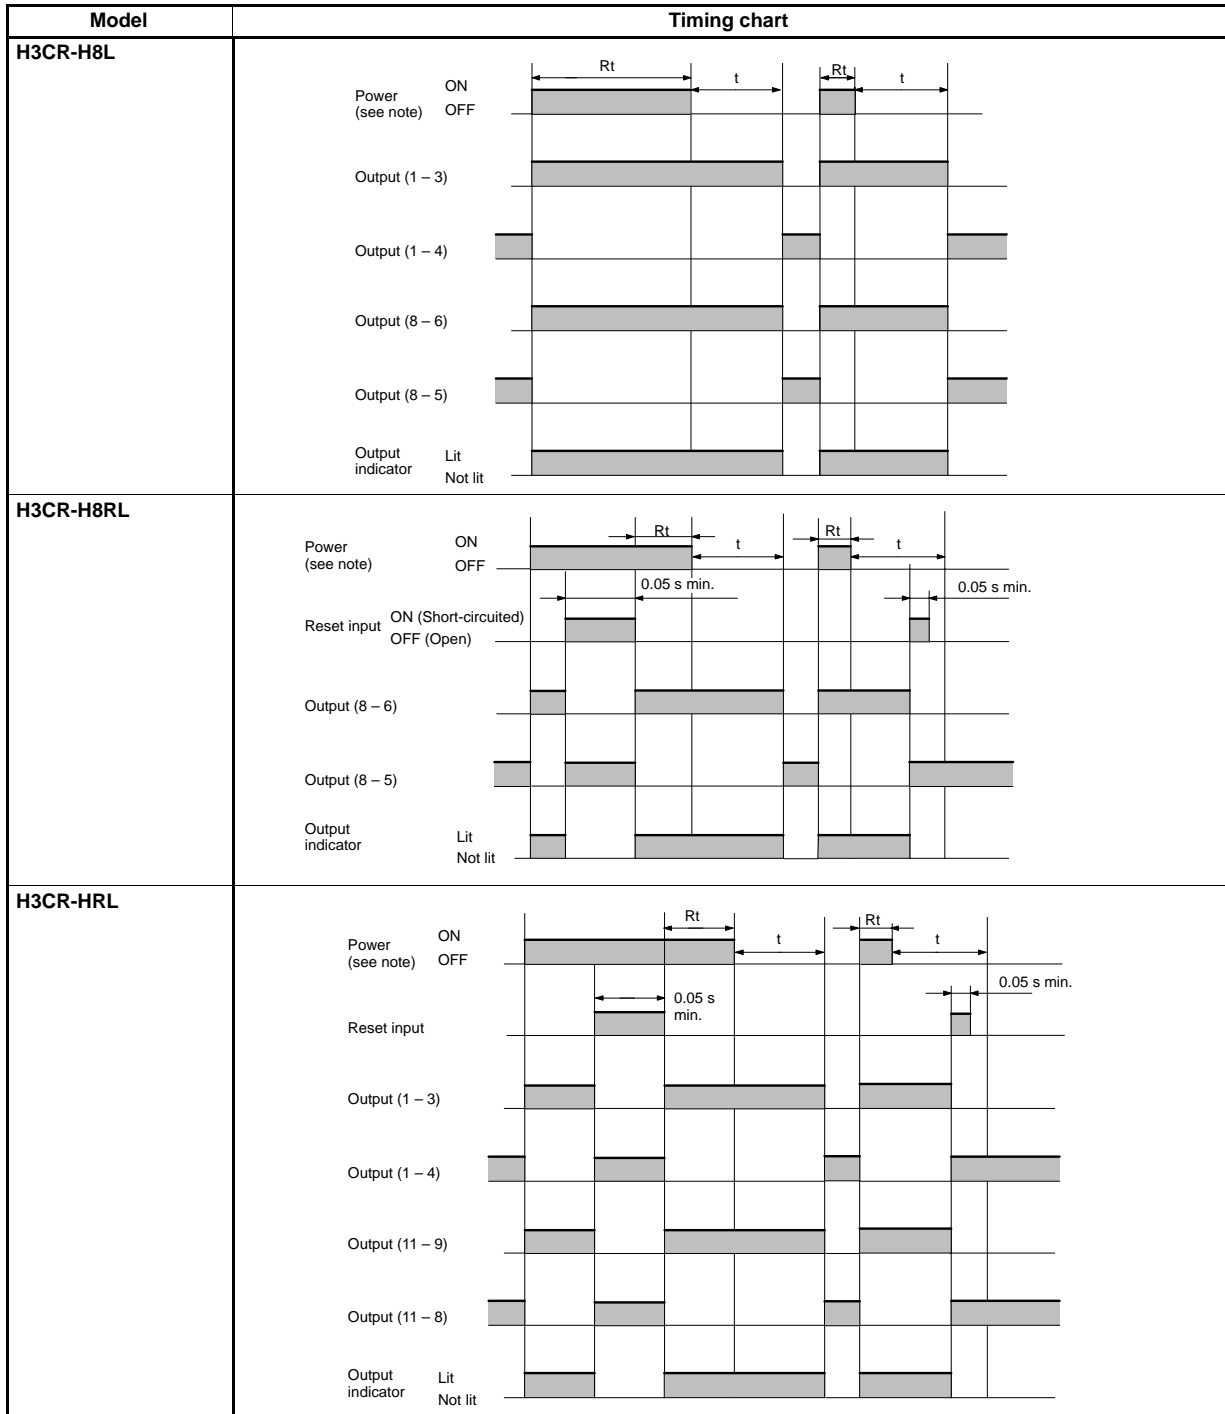 Model Timing chart
H3CR-H8L
Rt t Rt t
Power
(see note)
ON
OFF
Output (1 – 3)
Output (1 – 4)
Output (8 – 6)
Output (8 – 5)
Output
indicator
Lit
Not lit
H3CR-H8RL
Rt t Rt t
Power
(see note)
ON
OFF
0.05 s min. 0.05 s min.
Reset input
ON (Short-circuited)
OFF (Open)
Output (8 – 6)
Output (8 – 5)
Output
indicator
Lit
Not lit
H3CR-HRL
Rt t Rt t
Power
(see note)
ON
OFF
0.05 s
min.
0.05 s min.
Reset input
Output (1 – 3)
Output (1 – 4)
Output (11 – 9)
Output (11 – 8)
Output
indicator
Lit
Not lit